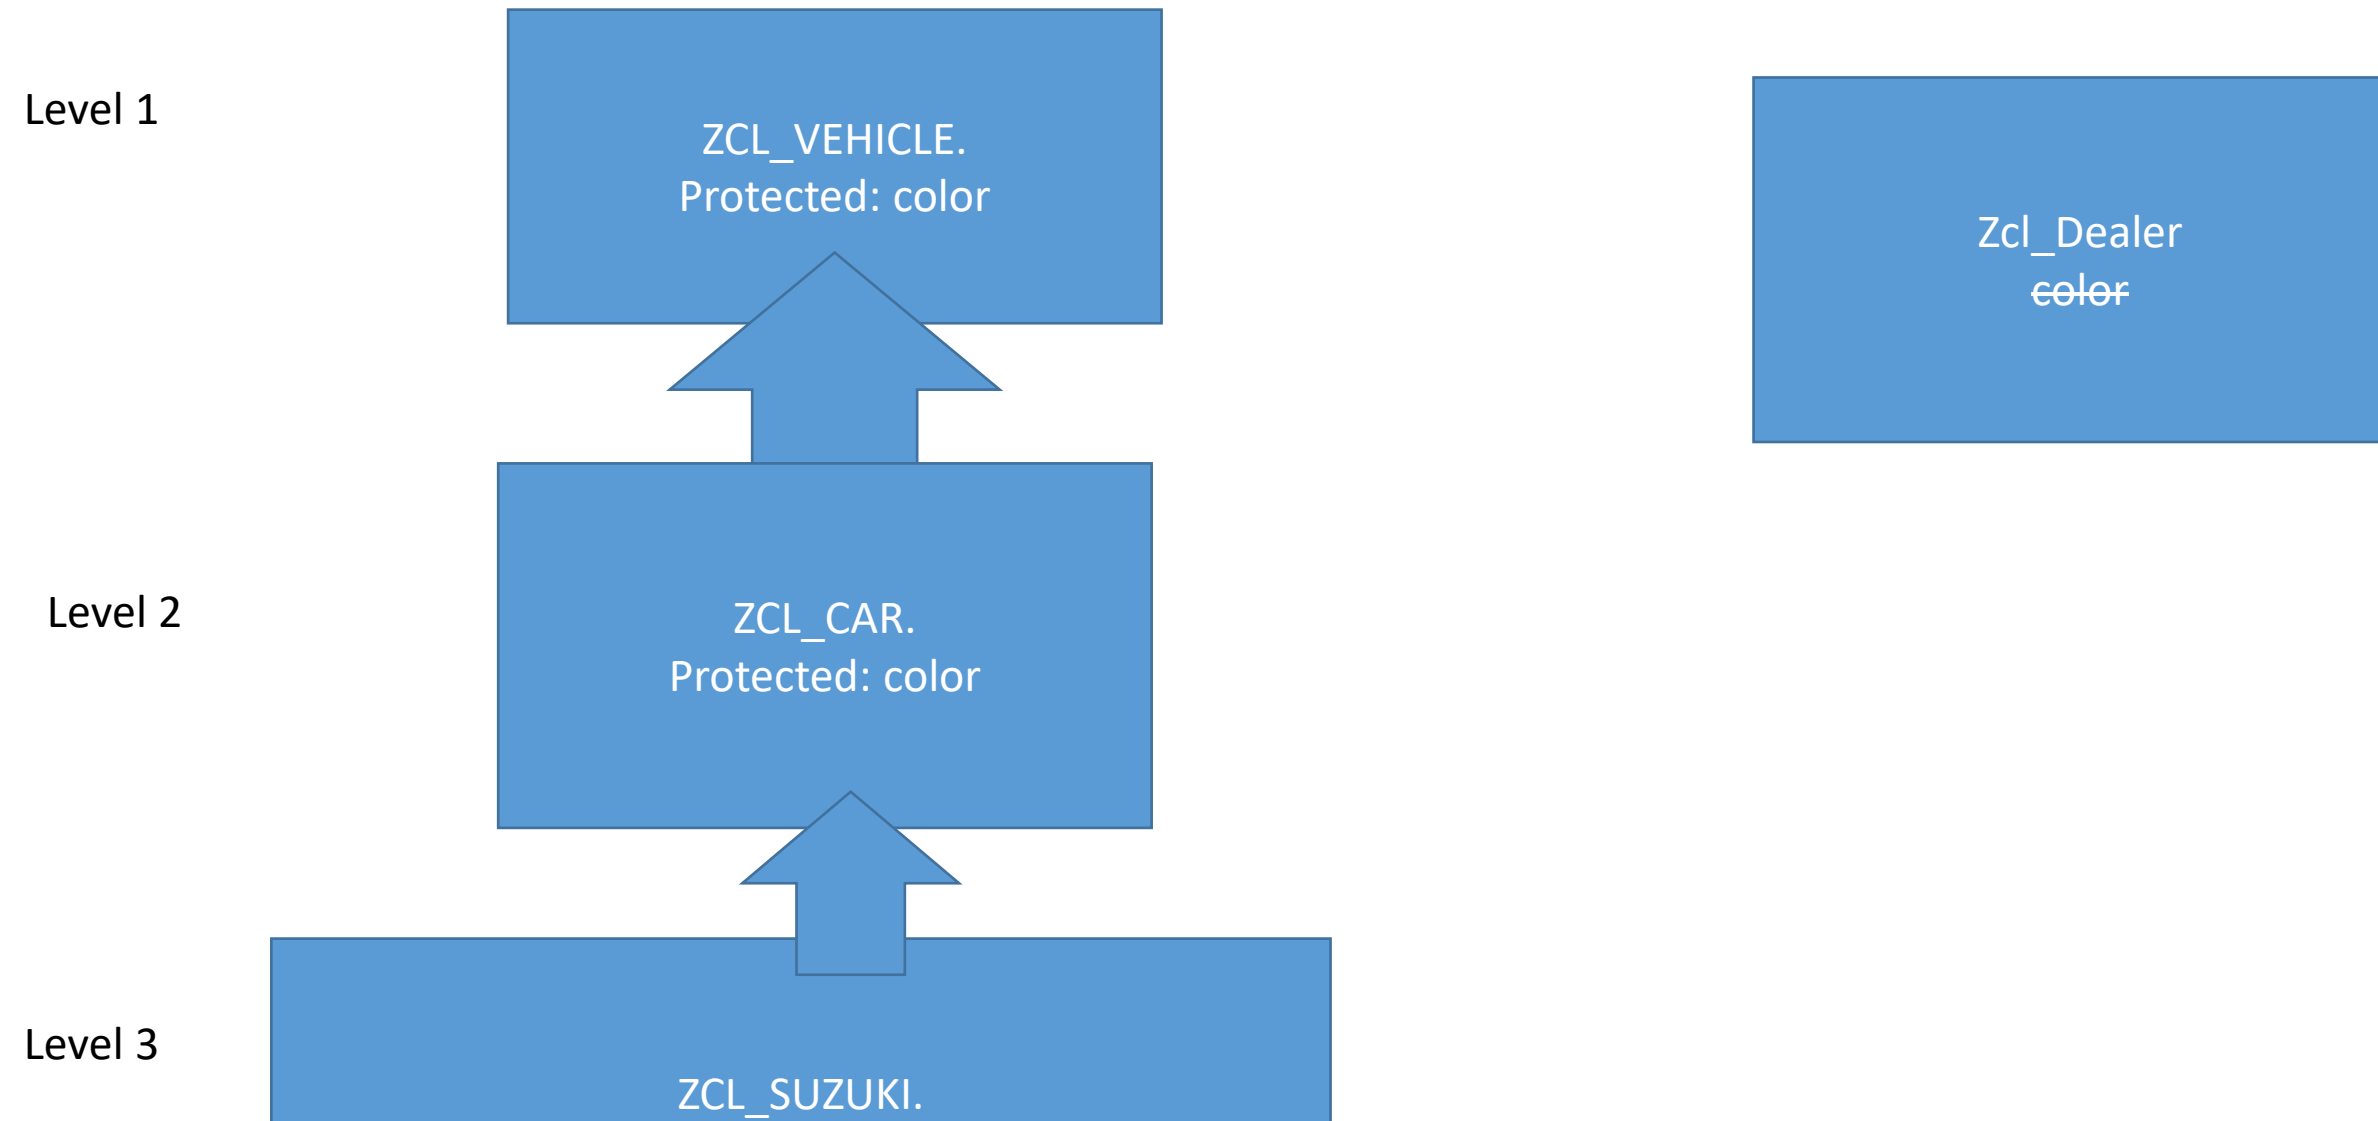 Level 1
ZCL_VEHICLE.
Protected: color
Zcl_Dealer
color
Level 2
ZCL_CAR.
Protected: color
Level 3
ZCL_SUZUKI.